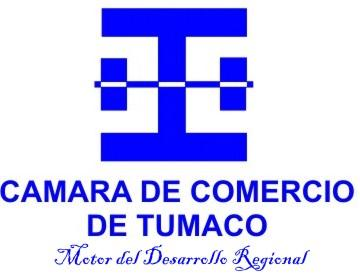 CAMARA DE COMERCIO
DE TUMACO
Motor del Desarrollo Regional